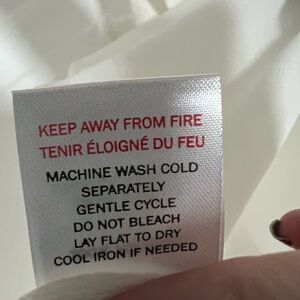 KEEP AWAY FROM FIRE
TENIR ÉLOIGNÉ DU FEU
MACHINE WASH COLD
SEPARATELY
GENTLE CYCLE
DO NOT BLEACH
LAY FLAT TO DRY
COOL IRON IF NEEDED